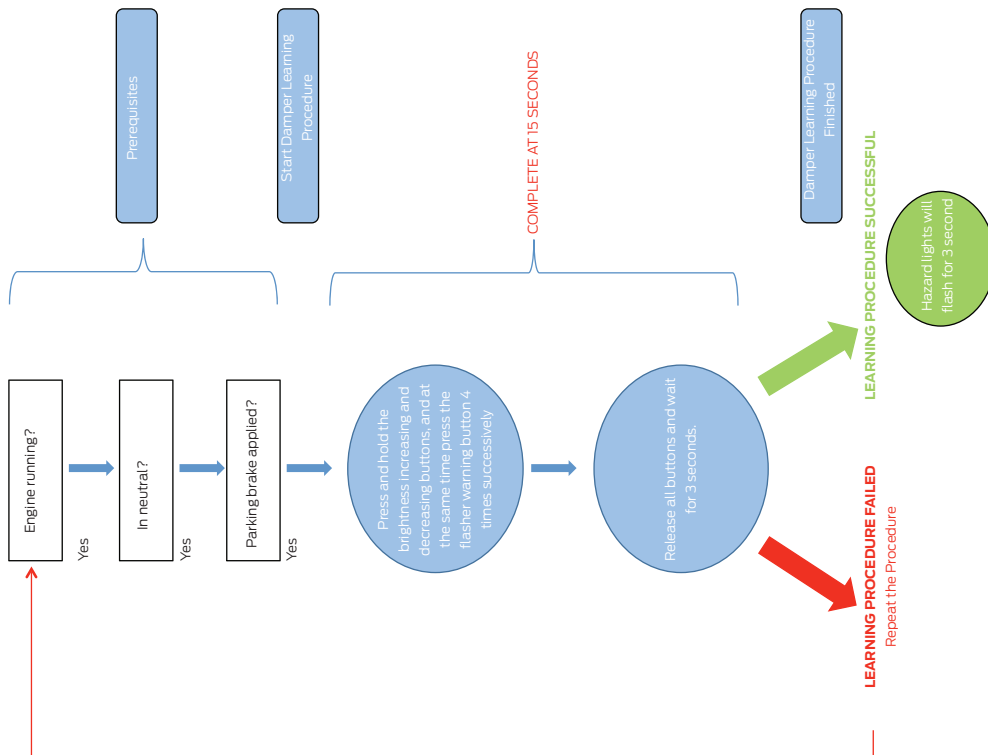 Engine running?
Yes
In neutral?
Yes
Parking brake applied?
Yes
Prerequisites
Start Damper Learning
Procedure
Press and hold the
brightness increasing and
decreasing buttons, and at
the same time press the
flasher warning button 4
times successively
Release all buttons and wait
for 3 seconds.
COMPLETE AT 15 SECONDS
Damper Learning Procedure
Finished
LEARNING PROCEDURE FAILED
Repeat the Procedure
LEARNING PROCEDURE SUCCESSFUL
Hazard lights will
flash for 3 second